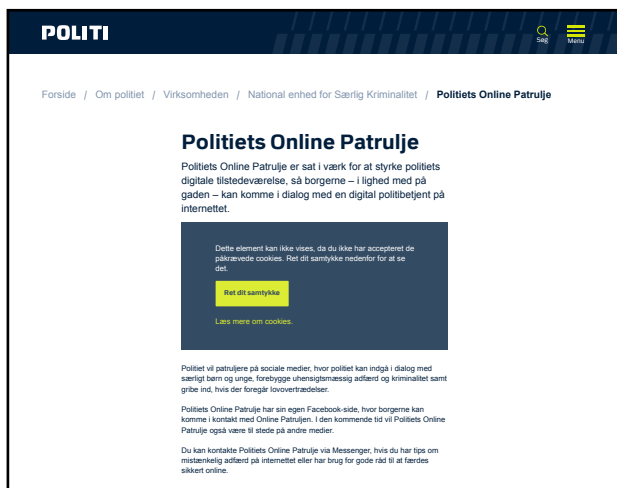 POLITI
Søg
Menu
Forside / Om politiet / Virksomheden / National enhed for Særlig Kriminalitet / Politiets Online Patrulje
Politiets Online Patrulje
Politiets Online Patrulje er sat i værk for at styrke politiets
digitale tilstedeværelse, så borgerne – i lighed med på
gaden – kan komme i dialog med en digital politibetjent på
internettet.
Dette element kan ikke vises, da du ikke har accepteret de
påkrævede cookies. Ret dit samtykke nedenfor for at se
det.
Ret dit samtykke
Læs mere om cookies.
Politiet vil patruljere på sociale medier, hvor politiet kan indgå i dialog med
særligt børn og unge, forebygge uhensigtsmæssig adfærd og kriminalitet samt
gribe ind, hvis der foregår lovovertrædelser.
Politiets Online Patrulje har sin egen Facebook-side, hvor borgerne kan
komme i kontakt med Online Patruljen. I den kommende tid vil Politiets Online
Patrulje også være til stede på andre medier.
Du kan kontakte Politiets Online Patrulje via Messenger, hvis du har tips om
mistænkelig adfærd på internettet eller har brug for gode råd til at færdes
sikkert online.